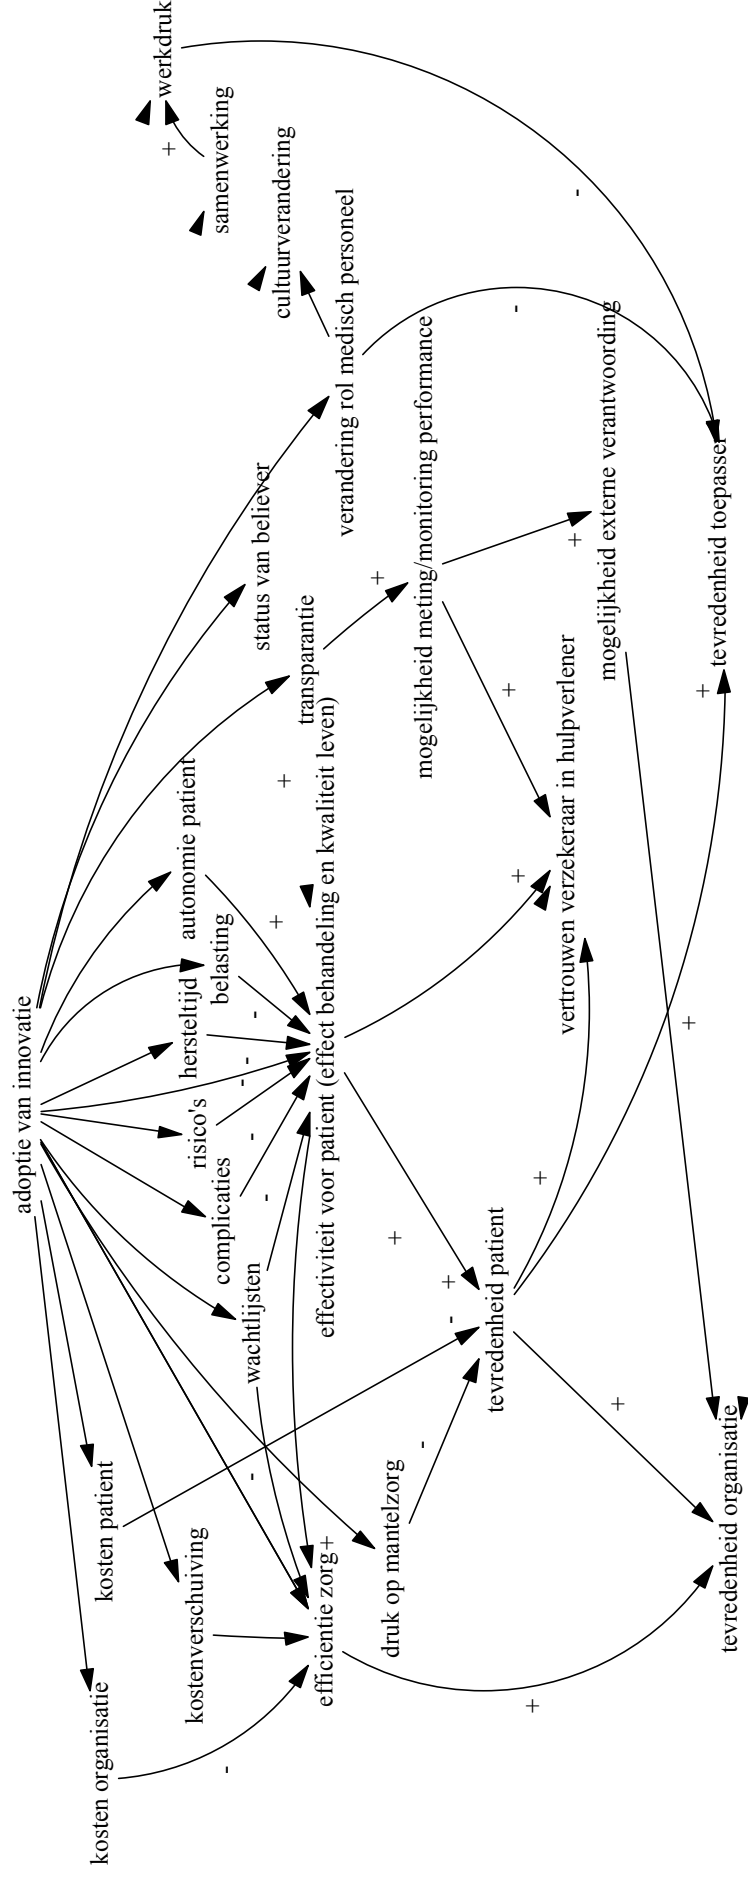 adoptie van innovatie
kosten organisatie
kosten patient
kostenverschuiving
efficientie zorg+
druk op mantelzorg
wachtlijsten
complicaties
risico's
hersteltijd
belasting
autonomie patient
effectiviteit voor patient (effect behandeling en kwaliteit leven)
transparantie
status van believer
verandering rol medisch personeel
cultuurverandering
samenwerking
werkdruk
mogelijkheid meting/monitoring performance
tevredenheid patient
vertrouwen verzekeraar in hulpverlener
mogelijkheid externe verantwoording
tevredenheid organisatie
tevredenheid toepasser
+
-
-
+
-
+
+
+
+
-
-
-
-
-
-
-
+
+
-
-
+
+
+
+
+
-